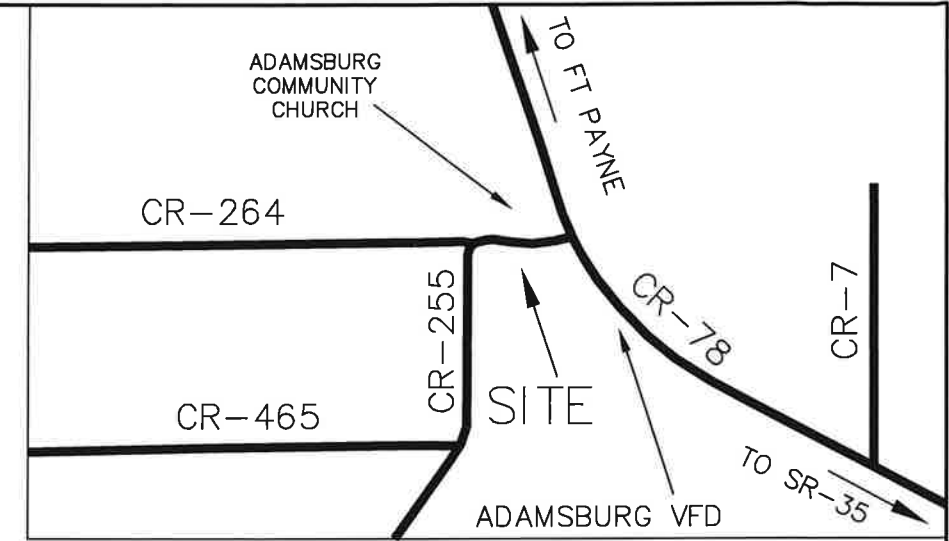 ADAMSBURG
COMMUNITY
CHURCH
TO FT PAYNE
CR-264
CR-255
CR-78
CR-7
CR-465
SITE
TO SR-35
ADAMSBURG VFD